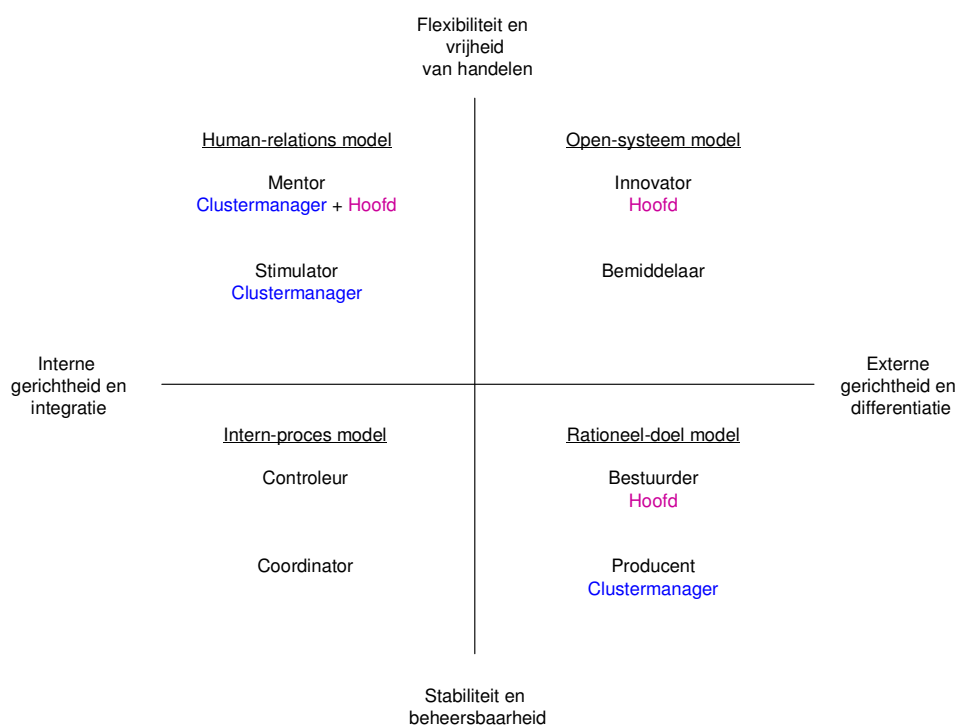 Flexibiliteit en
vrijheid
van handelen
Human-relations model
Open-systeem model
Mentor
Clustermanager + Hoofd
Innovator
Hoofd
Stimulator
Clustermanager
Bemiddelaar
Interne
gerichtheid en
integratie
Externe
gerichtheid en
differentiatie
Intern-proces model
Rationeel-doel model
Controleur
Bestuurder
Hoofd
Coordinator
Producent
Clustermanager
Stabiliteit en
beheersbaarheid